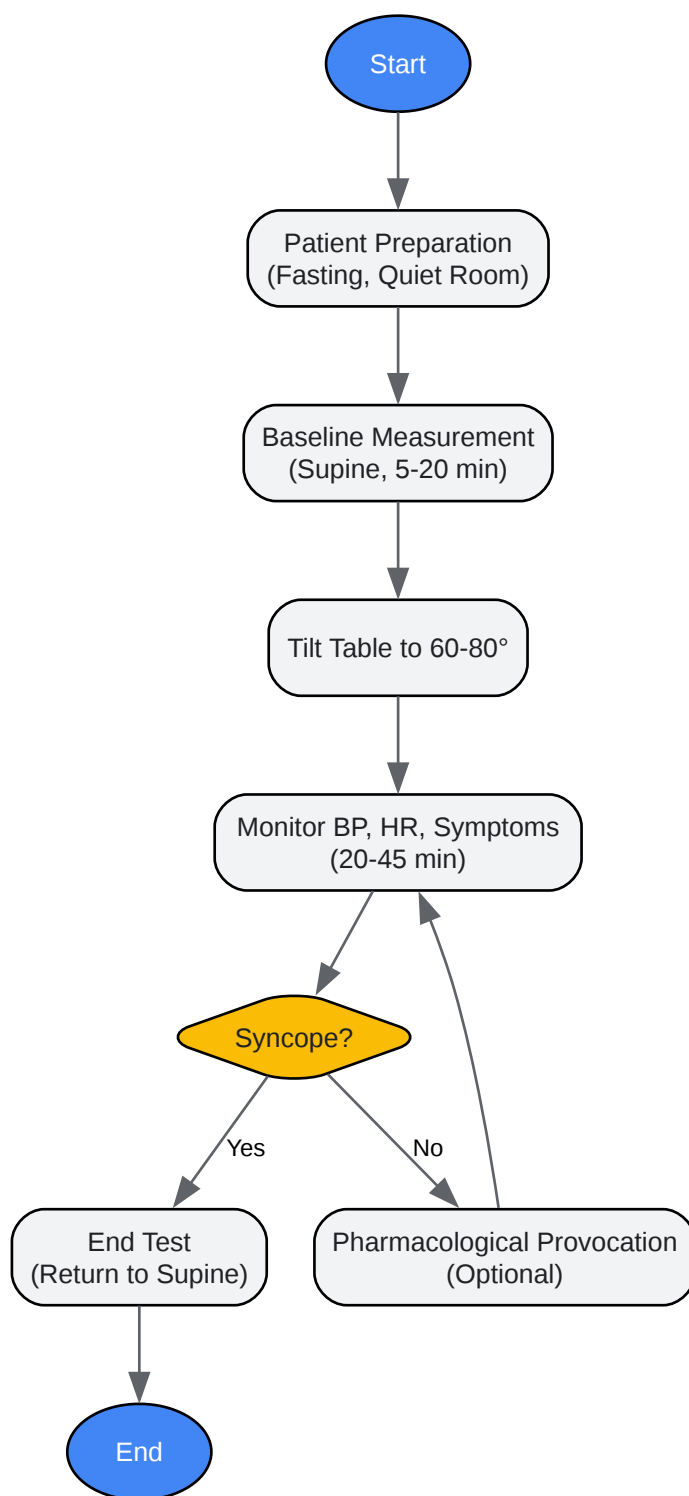 Start
Patient Preparation
(Fasting, Quiet Room)
Baseline Measurement
(Supine, 5-20 min)
Tilt Table to 60-80°
Monitor BP, HR, Symptoms
(20-45 min)
Syncope?
Yes
No
End Test
(Return to Supine)
Pharmacological Provocation
(Optional)
End